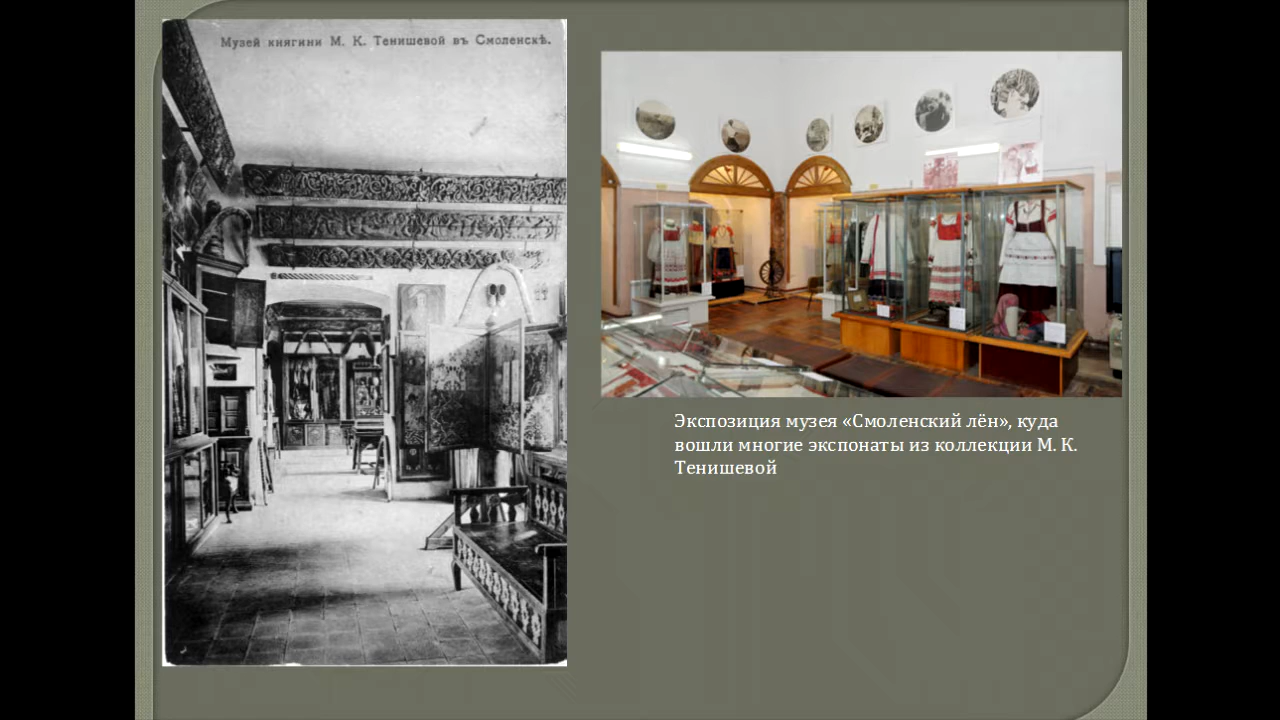 Музей княгини М. К. Тенишевой въ Смоленскѣ.
Экспозиция музея «Смоленский лён», куда
вошли многие экспонаты из коллекции М. К.
Тенишевой